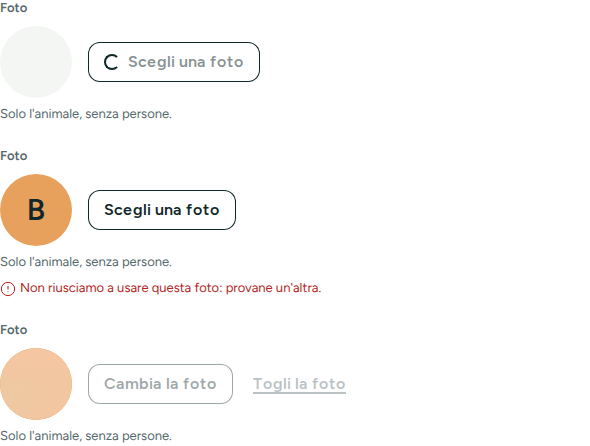 Foto
Scegli una foto
Solo l'animale, senza persone.
Foto
B
Scegli una foto
Solo l'animale, senza persone.
Non riusciamo a usare questa foto: provane un'altra.
Foto
Cambia la foto Togli la foto
Solo l'animale, senza persone.